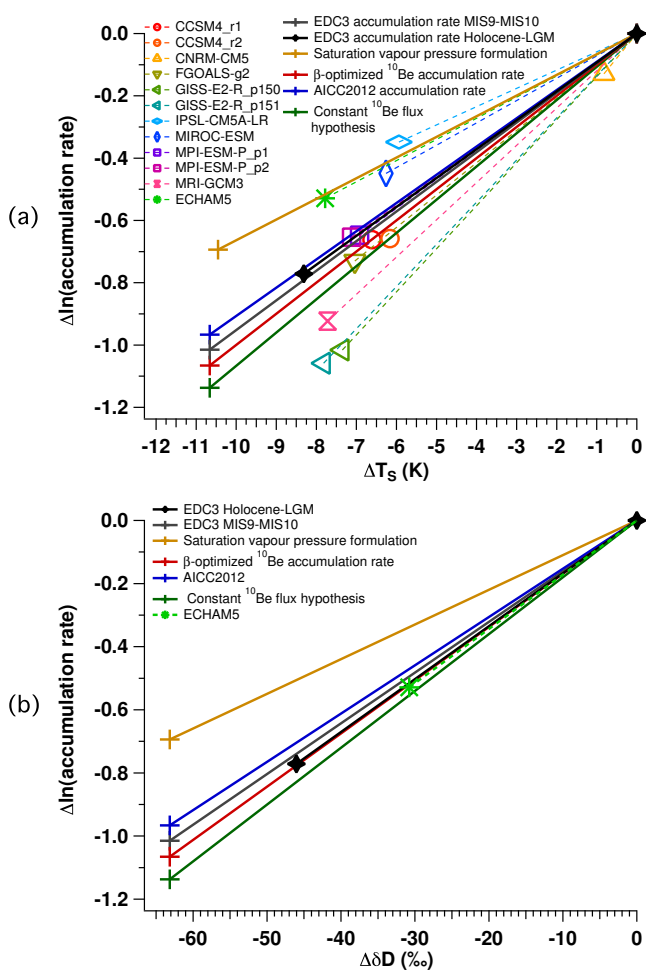 (a)
CCSM4_r1
CCSM4_r2
CNRM-CM5
FGOALS-g2
GISS-E2-R_p150
GISS-E2-R_p151
IPSL-CM5A-LR
MIROC-ESM
MPI-ESM-P_p1
MPI-ESM-P_p2
MRI-GCM3
ECHAM5
EDC3 accumulation rate MIS9-MIS10
EDC3 accumulation rate Holocene-LGM
Saturation vapour pressure formulation
β-optimized ¹⁰Be accumulation rate
AICC2012 accumulation rate
Constant ¹⁰Be flux
hypothesis
Δln(accumulation rate)
0.0
-0.2
-0.4
-0.6
-0.8
-1.0
-1.2
-12 -11 -10 -9 -8 -7 -6 -5 -4 -3 -2 -1 0
ΔT_S (K)
(b)
EDC3 Holocene-LGM
EDC3 MIS9-MIS10
Saturation vapour pressure formulation
β-optimized ¹⁰Be accumulation rate
AICC2012
Constant ¹⁰Be flux hypothesis
ECHAM5
Δln(accumulation rate)
0.0
-0.2
-0.4
-0.6
-0.8
-1.0
-1.2
-60 -50 -40 -30 -20 -10 0
ΔδD (‰)